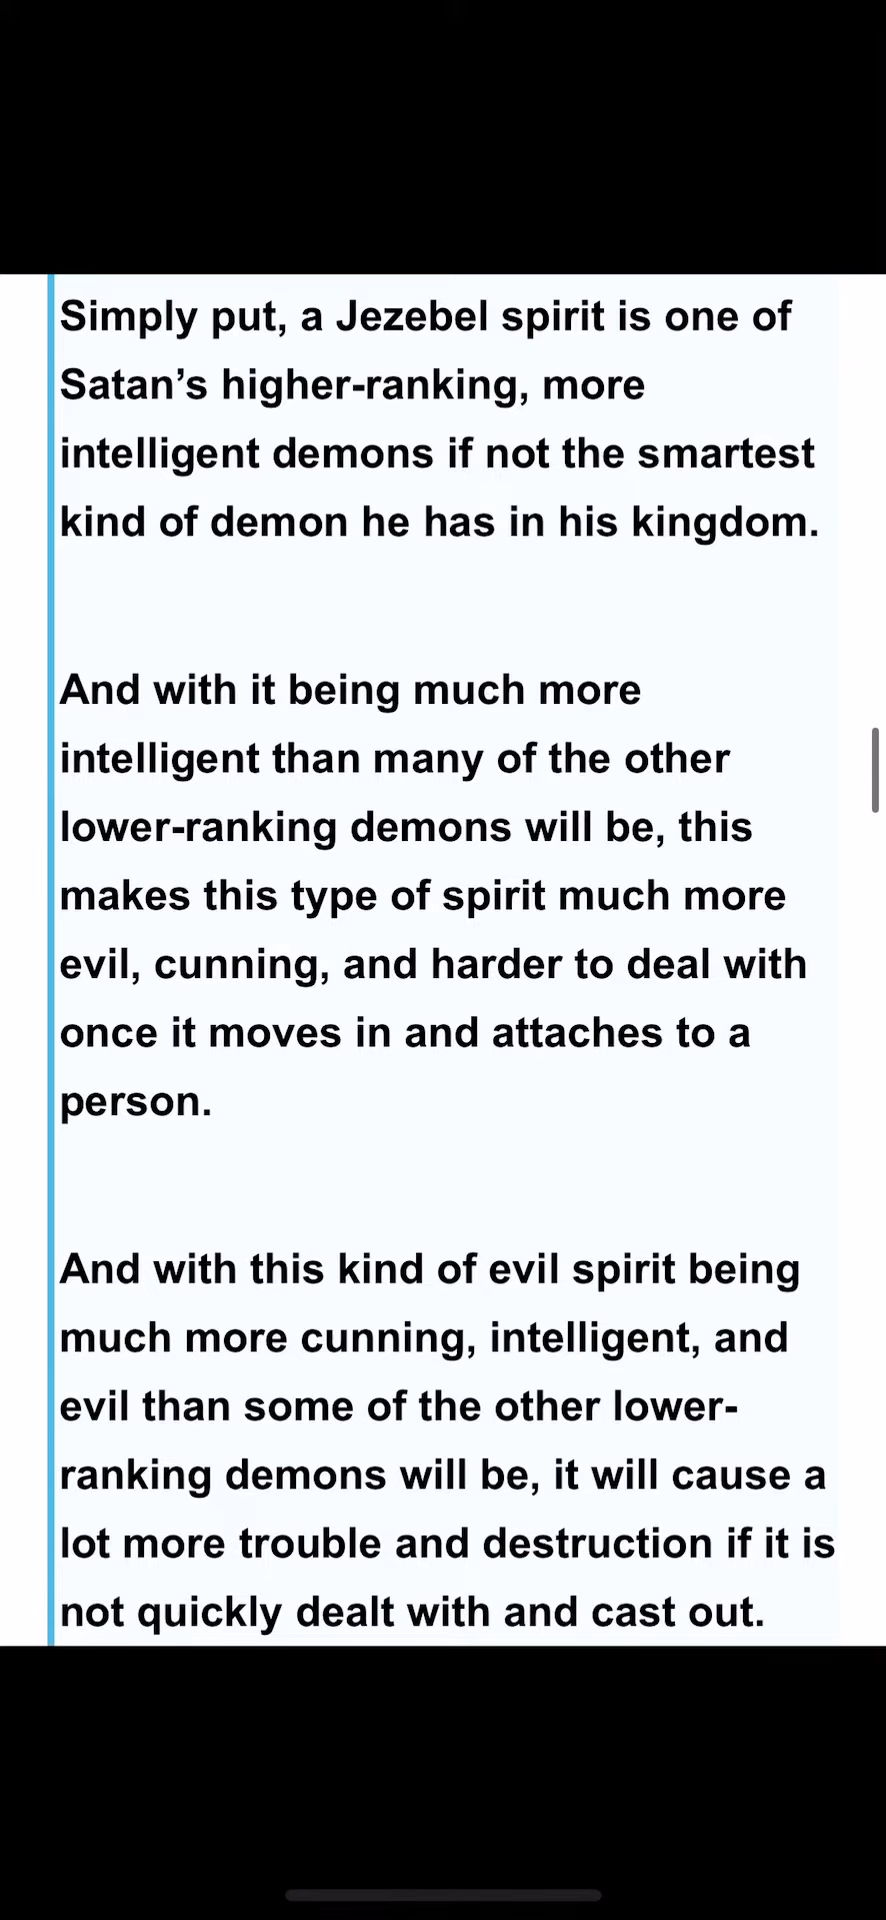 Simply put, a Jezebel spirit is one of
Satan’s higher-ranking, more
intelligent demons if not the smartest
kind of demon he has in his kingdom.
And with it being much more
intelligent than many of the other
lower-ranking demons will be, this
makes this type of spirit much more
evil, cunning, and harder to deal with
once it moves in and attaches to a
person.
And with this kind of evil spirit being
much more cunning, intelligent, and
evil than some of the other lower-
ranking demons will be, it will cause a
lot more trouble and destruction if it is
not quickly dealt with and cast out.